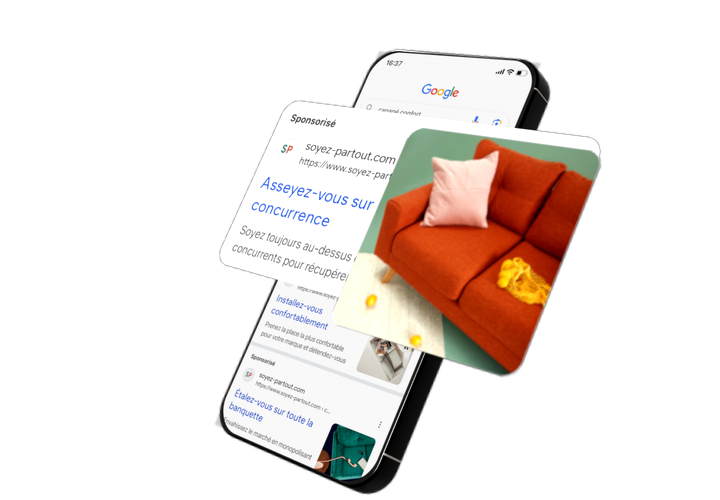 16:37
Google
canapé confort
Sponsorisé
SP
soyez-partout.com
https://www.soyez-part
Asseyez-vous sur
concurrence
Soyez toujours au-dessus
concurrents pour récupérer
https://www.soyez
Installez-vous
confortablement
Prenez la place la plus confortable
pour votre marque et détendez-vous
Sponsorisé
SP
soyez-partout.com
https://www.soyez-partout.com › c...
Étalez-vous sur toute la
banquette
Envahissez le marché en monopolisant